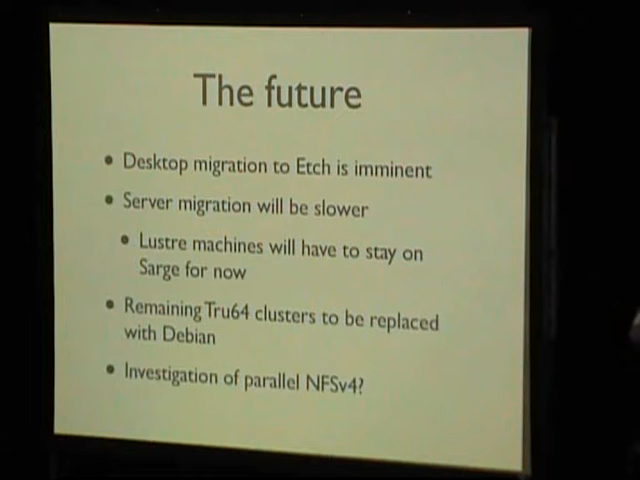 The future
• Desktop migration to Etch is imminent
• Server migration will be slower
• Lustre machines will have to stay on
Sarge for now
• Remaining Tru64 clusters to be replaced
with Debian
• Investigation of parallel NFSv4?